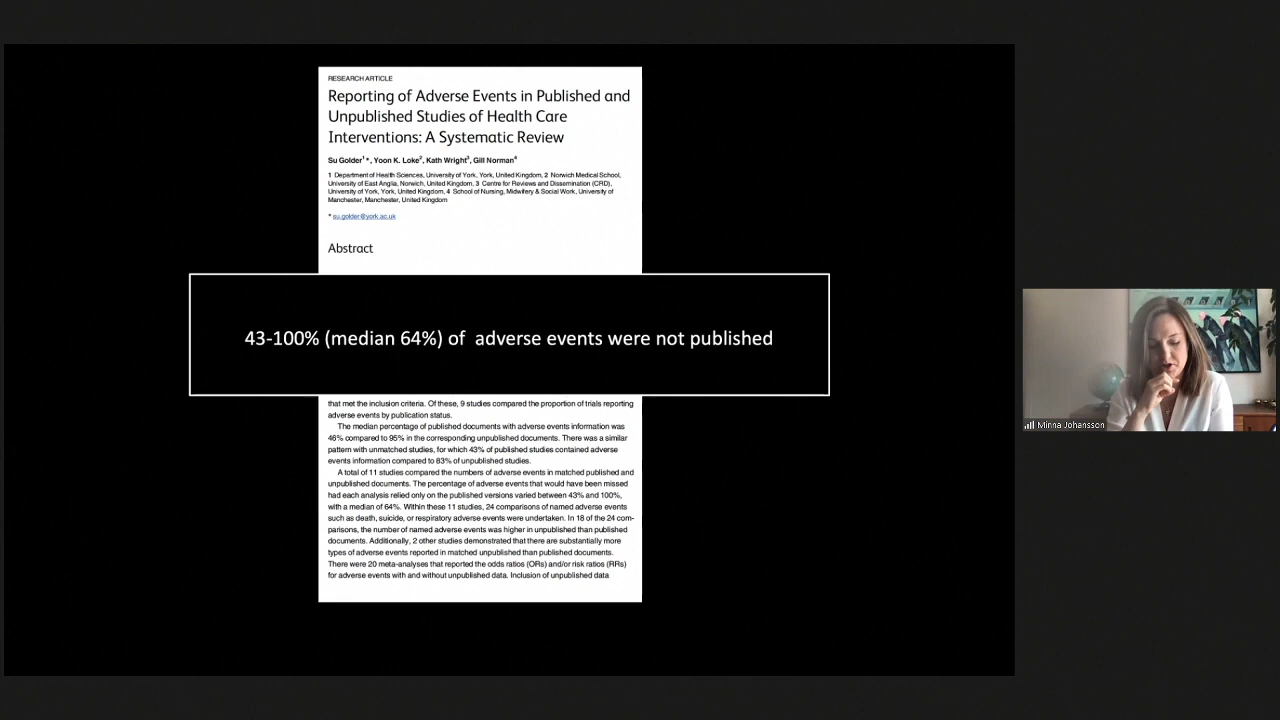 RESEARCH ARTICLE
Reporting of Adverse Events in Published and
Unpublished Studies of Health Care
Interventions: A Systematic Review
Su Golder1*, Yoon K. Loke2, Kath Wright3, Gill Norman4
1 Department of Health Sciences, University of York, York, United Kingdom, 2 Norwich Medical School,
University of East Anglia, Norwich, United Kingdom, 3 Centre for Reviews and Dissemination (CRD),
University of York, York, United Kingdom, 4 School of Nursing, Midwifery & Social Work, University of
Manchester, Manchester, United Kingdom
* su.golder@york.ac.uk
Abstract
43-100% (median 64%) of adverse events were not published
that met the inclusion criteria. Of these, 9 studies compared the proportion of trials reporting
adverse events by publication status.
The median percentage of published documents with adverse events information was
46% compared to 95% in the corresponding unpublished documents. There was a similar
pattern with unmatched studies, for which 43% of published studies contained adverse
events information compared to 83% of unpublished studies.
A total of 11 studies compared the numbers of adverse events in matched published and
unpublished documents. The percentage of adverse events that would have been missed
had each analysis relied only on the published versions varied between 43% and 100%,
with a median of 64%. Within these 11 studies, 24 comparisons of named adverse events
such as death, suicide, or respiratory adverse events were undertaken. In 18 of the 24 com-
parisons, the number of named adverse events was higher in unpublished than published
documents. Additionally, 2 other studies demonstrated that there are substantially more
types of adverse events reported in matched unpublished than published documents.
There were 20 meta-analyses that reported the odds ratios (ORs) and/or risk ratios (RRs)
for adverse events with and without unpublished data. Inclusion of unpublished data
Minna Johansson